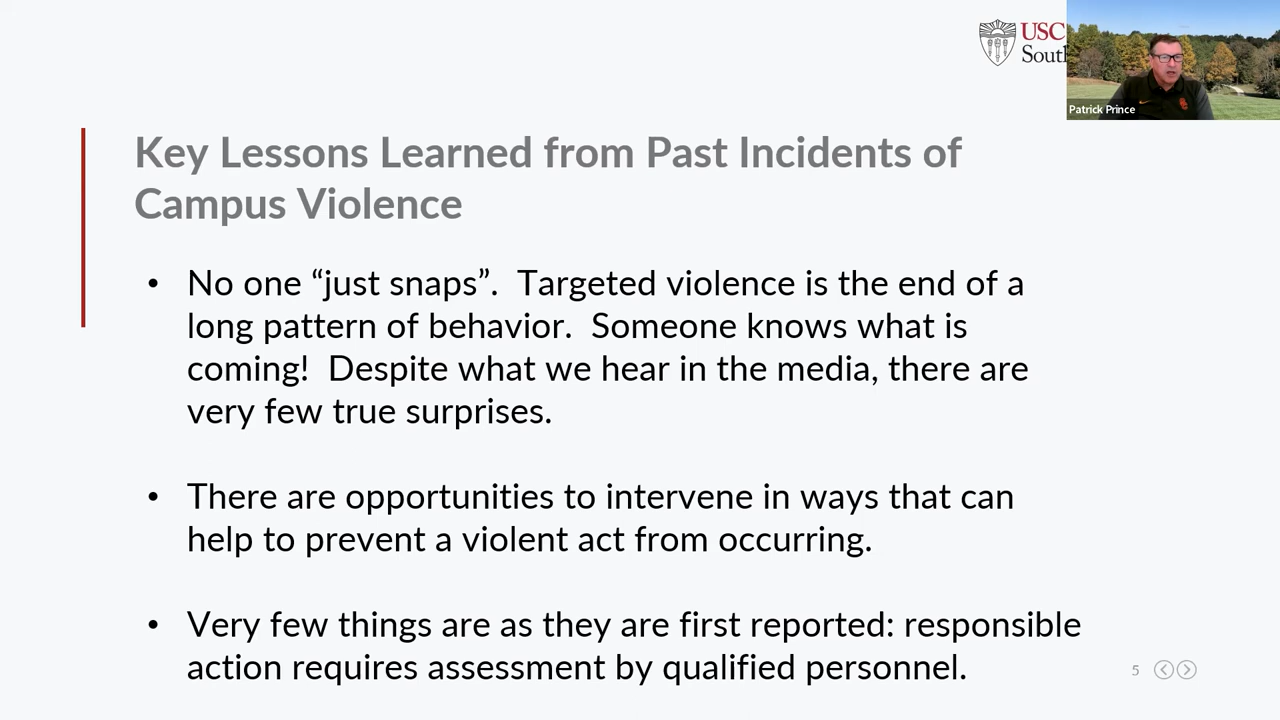 USC
Patrick Prince
Key Lessons Learned from Past Incidents of
Campus Violence
• No one “just snaps”.  Targeted violence is the end of a
long pattern of behavior.  Someone knows what is
coming!  Despite what we hear in the media, there are
very few true surprises.
• There are opportunities to intervene in ways that can
help to prevent a violent act from occurring.
• Very few things are as they are first reported: responsible
action requires assessment by qualified personnel.
5